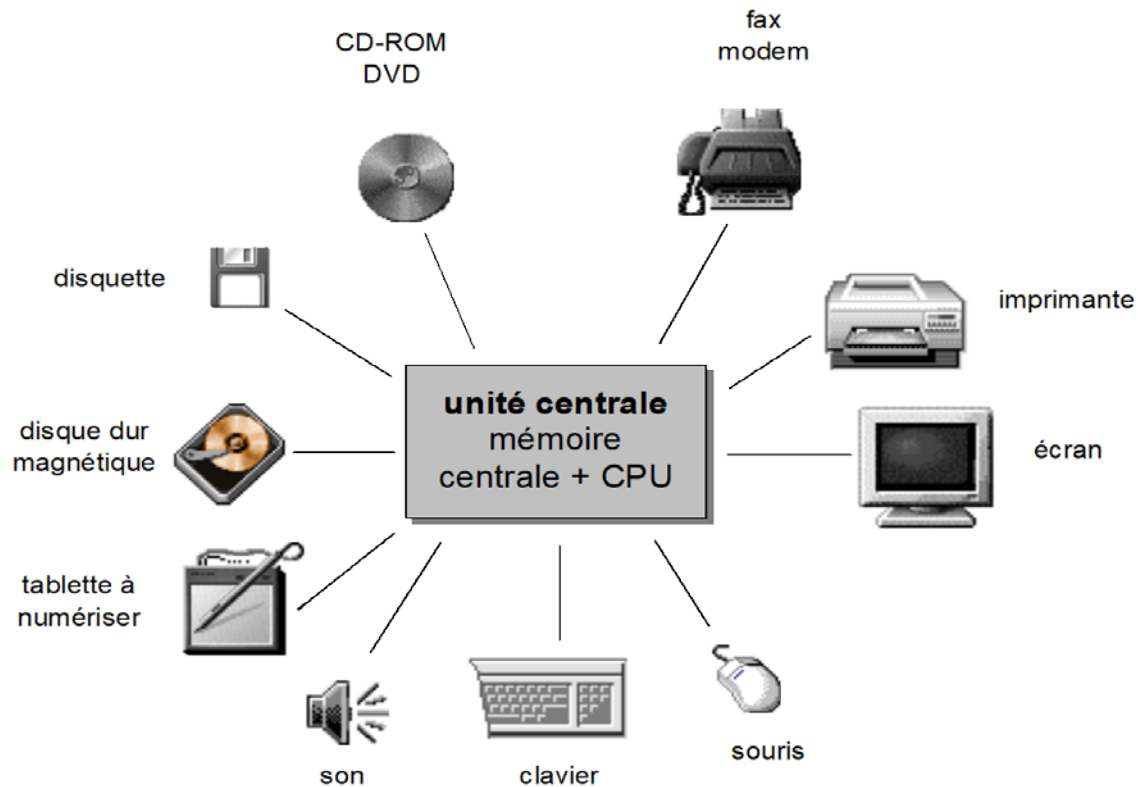 CD-ROM
DVD
fax
modem
disquette
imprimante
unité centrale
mémoire
centrale + CPU
disque dur
magnétique
écran
tablette à
numériser
son
clavier
souris